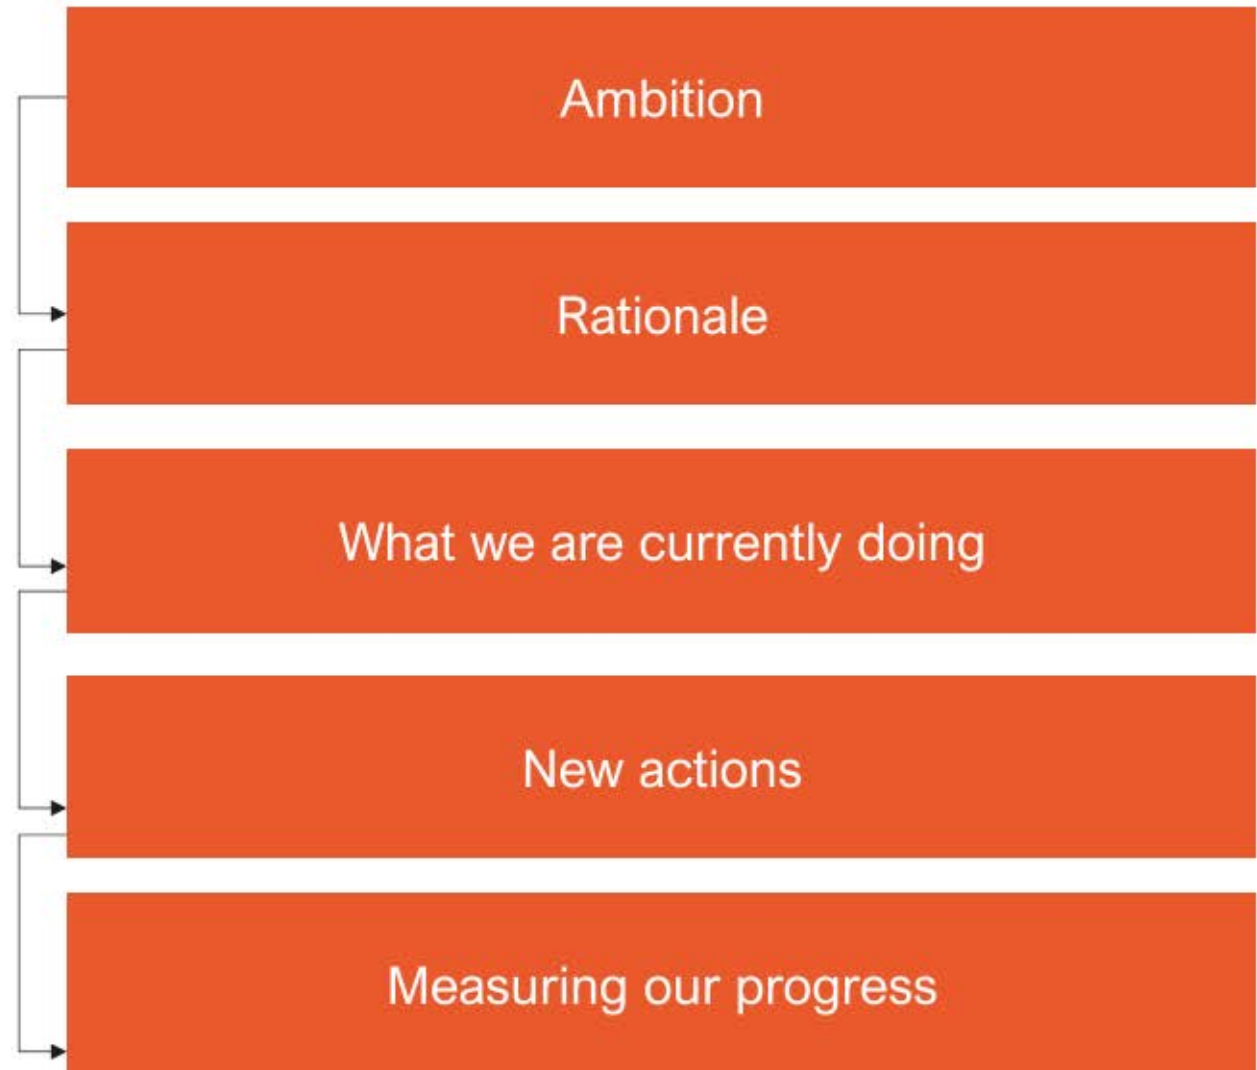 Ambition
Rationale
What we are currently doing
New actions
Measuring our progress